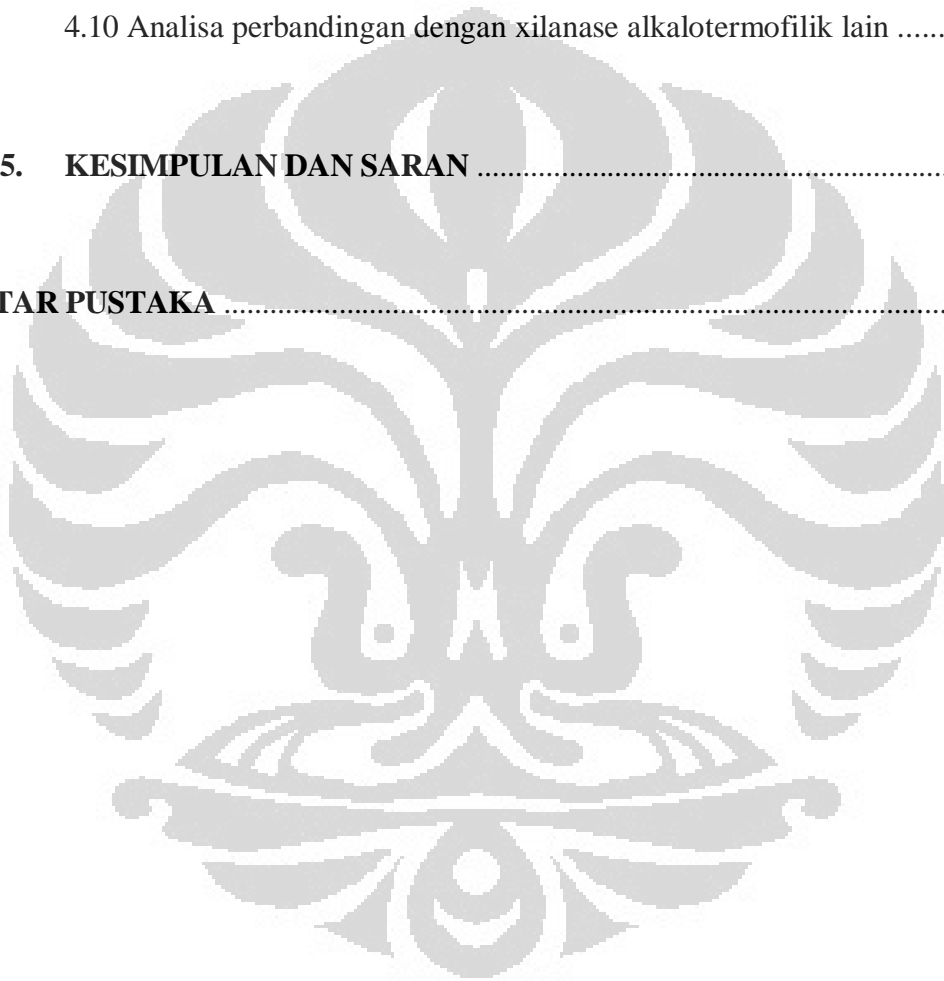 4.10 Analisa perbandingan dengan xilanase alkalotermofilik lain ......
5. KESIMPULAN DAN SARAN ................................................................................
TAR PUSTAKA ..............................................................................................................................